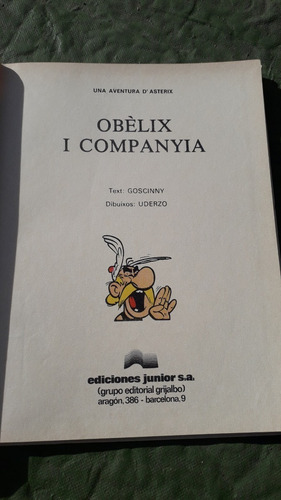 UNA AVENTURA D'ASTERIX
OBÈLIX
I COMPANYIA
Text: GOSCINNY
Dibuixos: UDERZO
ediciones junior s.a.
(grupo editorial grijalbo)
aragón, 386 - barcelona, 9